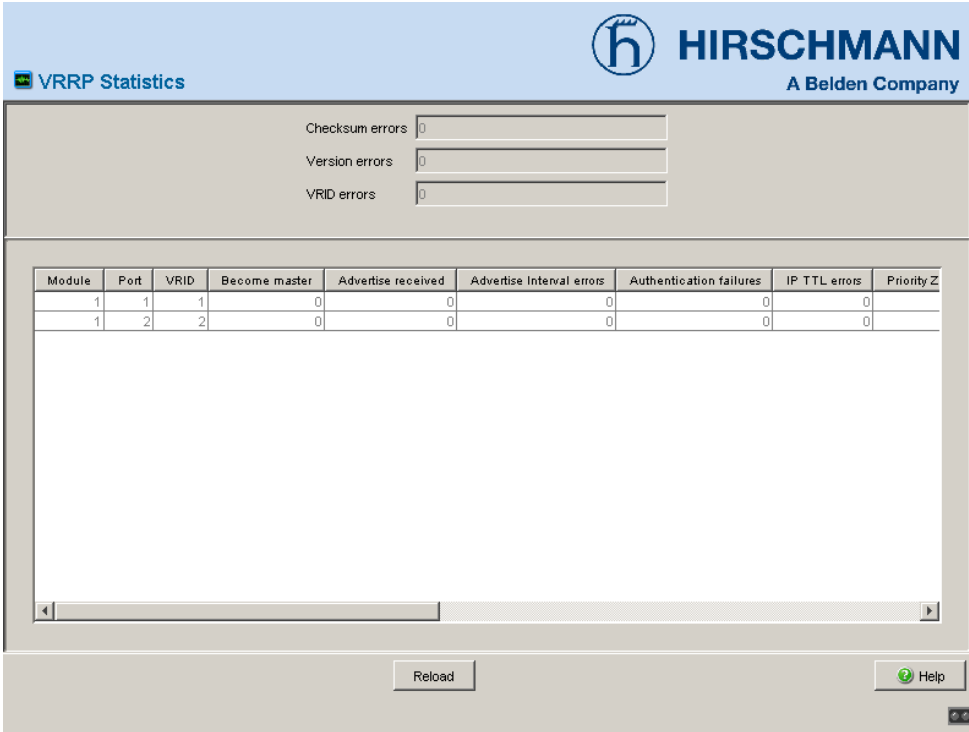 HIRSCHMANN
VRRP Statistics
A Belden Company
Checksum errors 0
Version errors 0
VRID errors 0
Module Port VRID Become master Advertise received Advertise Interval errors Authentication failures IP TTL errors Priority Z
1 1 1 0 0 0 0 0
1 2 2 0 0 0 0 0
Reload Help